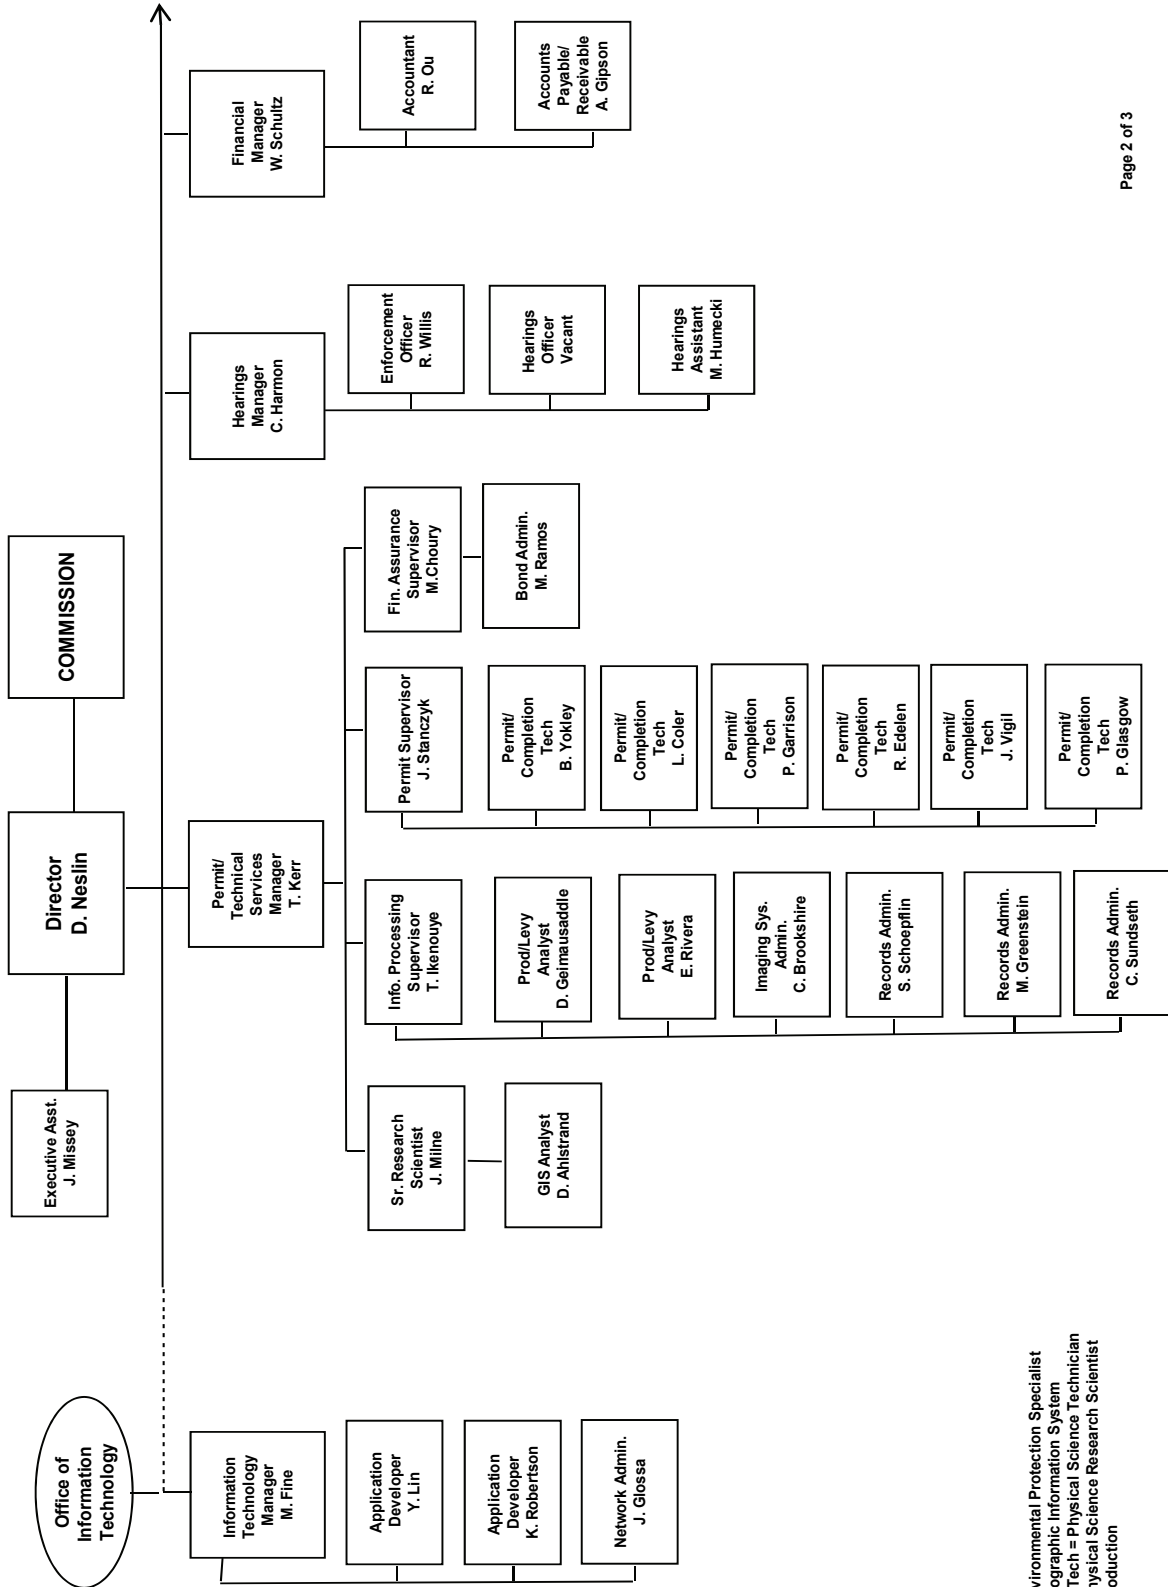 Office of
Information
Technology
Executive Asst.
J. Missey
Director
D. Neslin
COMMISSION
Information
Technology
Manager
M. Fine
Application
Developer
Y. Lin
Application
Developer
K. Robertson
Network Admin.
J. Glossa
Permit/
Technical
Services
Manager
T. Kerr
Sr. Research
Scientist
J. Milne
GIS Analyst
D. Ahlstrand
Info. Processing
Supervisor
T. Ikenouye
Prod/Levy
Analyst
D. Geimausaddle
Prod/Levy
Analyst
E. Rivera
Imaging Sys.
Admin.
C. Brookshire
Records Admin.
S. Schoepflin
Records Admin.
M. Greenstein
Records Admin.
C. Sundseth
Permit Supervisor
J. Stanczyk
Permit/
Completion
Tech
B. Yokley
Permit/
Completion
Tech
L. Coler
Permit/
Completion
Tech
P. Garrison
Permit/
Completion
Tech
R. Edelen
Permit/
Completion
Tech
J. Vigil
Permit/
Completion
Tech
P. Glasgow
Fin. Assurance
Supervisor
M.Choury
Bond Admin.
M. Ramos
Hearings
Manager
C. Harmon
Enforcement
Officer
R. Willis
Hearings
Officer
Vacant
Hearings
Assistant
M. Humecki
Financial
Manager
W. Schultz
Accountant
R. Ou
Accounts
Payable/
Receivable
A. Gipson
vironmental Protection Specialist
ographic Information System
Tech = Physical Science Technician
hysical Science Research Scientist
oduction
Page 2 of 3